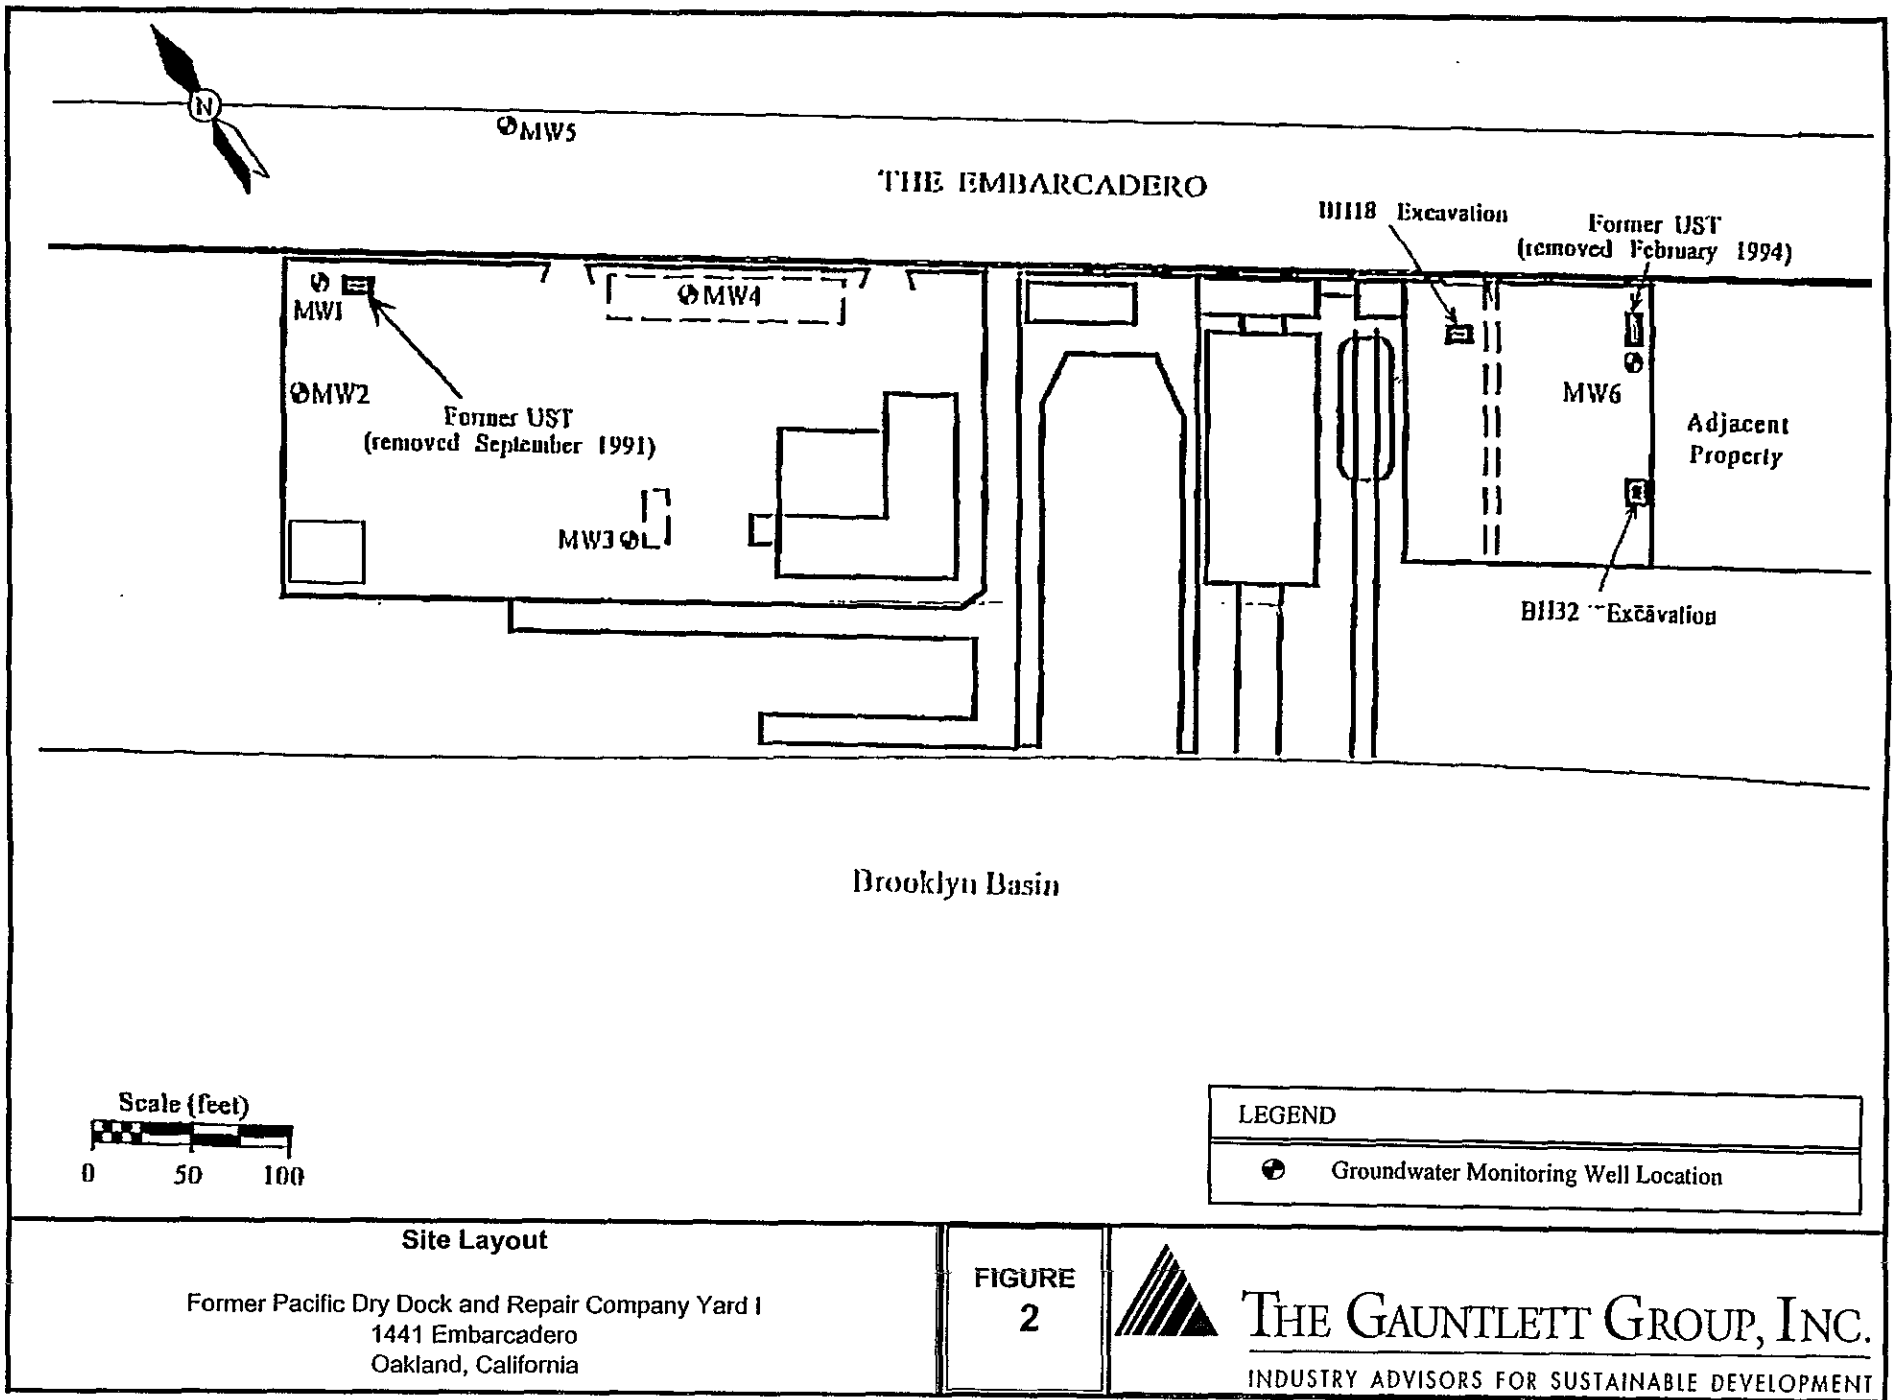 N
MW5
THE EMBARCADERO
BH18 Excavation
Former UST
(removed February 1994)
MW1
MW4
MW2
Former UST
(removed September 1991)
MW6
Adjacent
Property
MW3
BH32 Excavation
Brooklyn Basin
Scale (feet)
0 50 100
LEGEND
Groundwater Monitoring Well Location
Site Layout
Former Pacific Dry Dock and Repair Company Yard I
1441 Embarcadero
Oakland, California
FIGURE
2
THE GAUNTLETT GROUP, INC.
INDUSTRY ADVISORS FOR SUSTAINABLE DEVELOPMENT